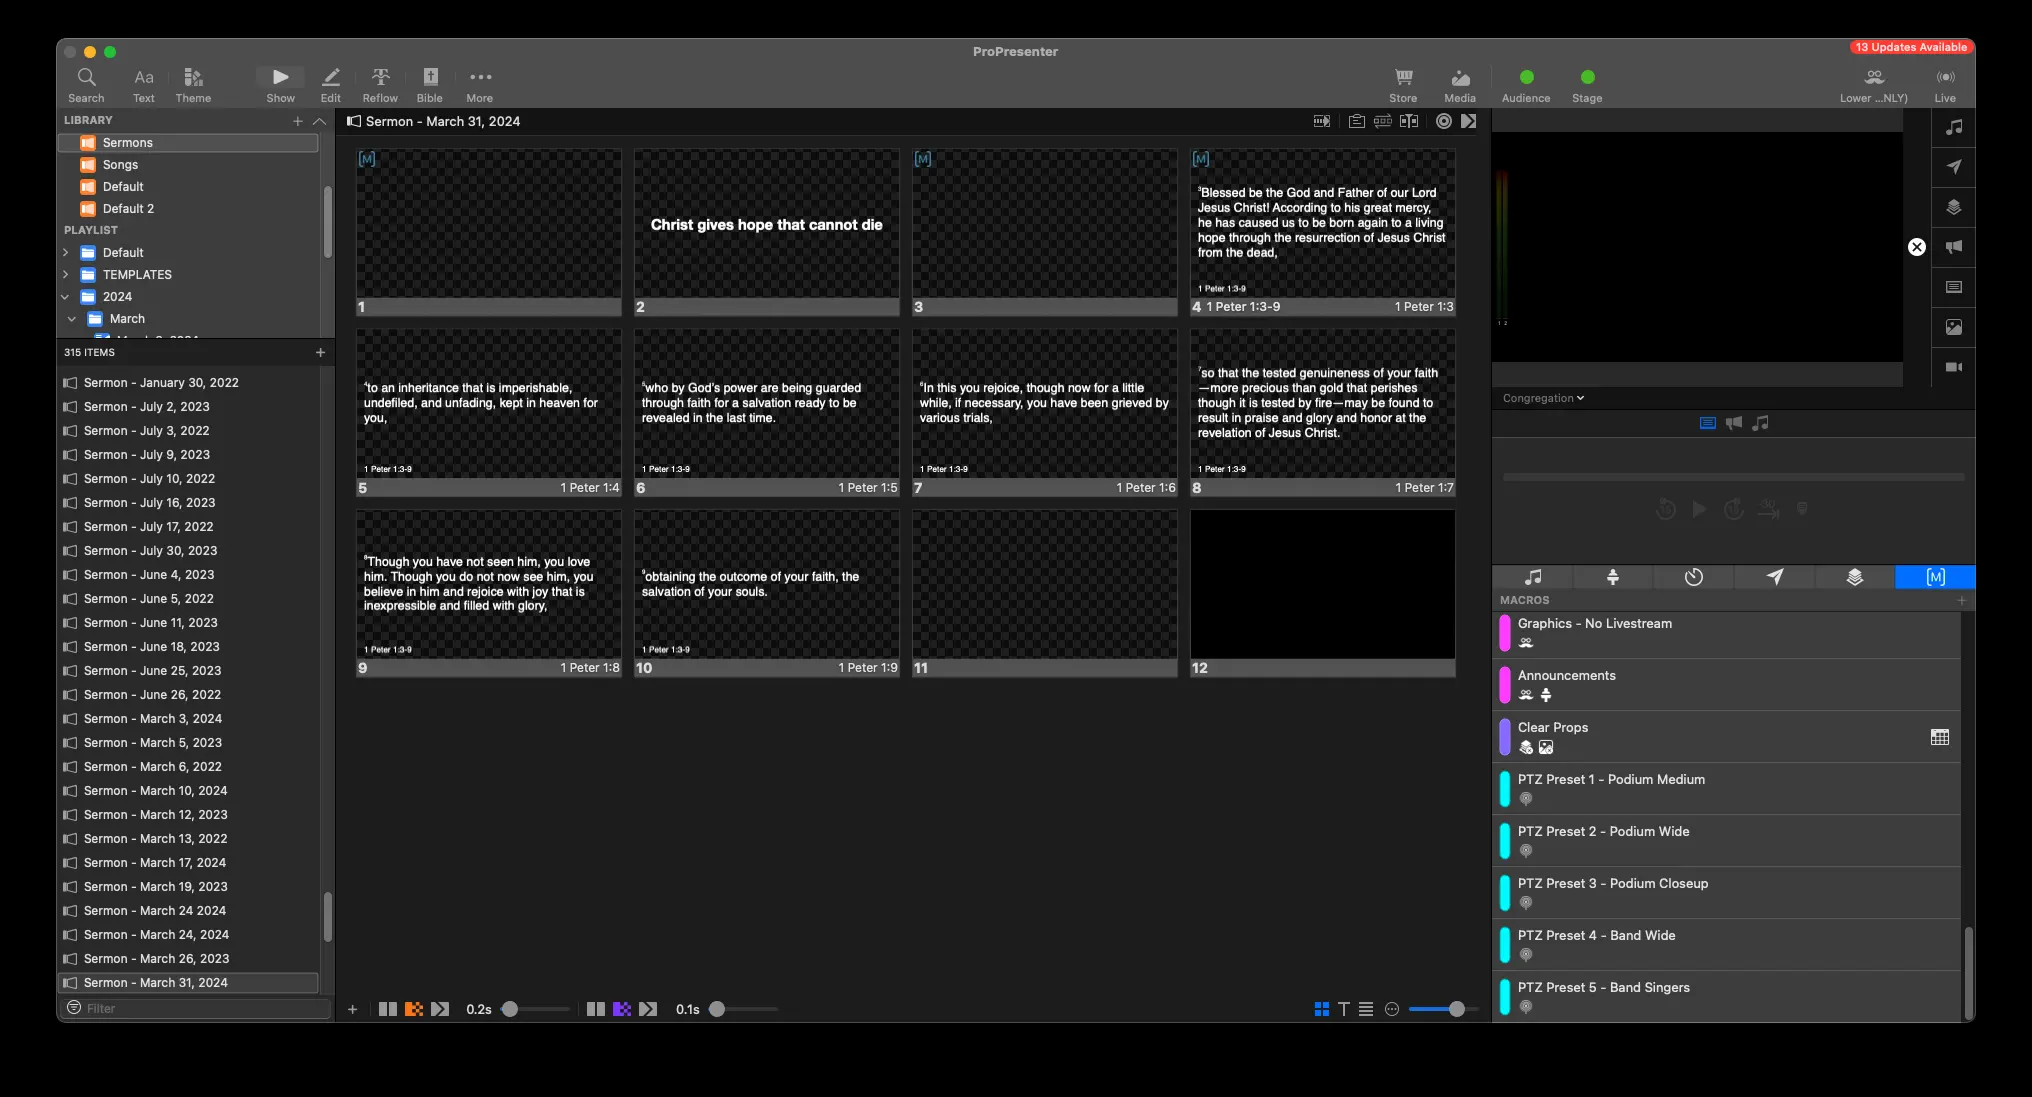 ProPresenter
13 Updates Available
Search
Text
Theme
Show
Edit
Reflow
Bible
More
Store
Media
Audience
Stage
Lower ...NLY)
Live
LIBRARY
Sermons
Songs
Default
Default 2
PLAYLIST
Default
TEMPLATES
2024
March
315 ITEMS
Sermon - January 30, 2022
Sermon - July 2, 2023
Sermon - July 3, 2022
Sermon - July 9, 2023
Sermon - July 10, 2022
Sermon - July 16, 2023
Sermon - July 17, 2022
Sermon - July 30, 2023
Sermon - June 4, 2023
Sermon - June 5, 2022
Sermon - June 11, 2023
Sermon - June 18, 2023
Sermon - June 25, 2023
Sermon - June 26, 2022
Sermon - March 3, 2024
Sermon - March 5, 2023
Sermon - March 6, 2022
Sermon - March 10, 2024
Sermon - March 12, 2023
Sermon - March 13, 2022
Sermon - March 17, 2024
Sermon - March 19, 2023
Sermon - March 24 2024
Sermon - March 24, 2024
Sermon - March 26, 2023
Sermon - March 31, 2024
Filter
Sermon - March 31, 2024
[M]
1
Christ gives hope that cannot die
2
[M]
3
[M]
3Blessed be the God and Father of our Lord
Jesus Christ! According to his great mercy,
he has caused us to be born again to a living
hope through the resurrection of Jesus Christ
from the dead,
1 Peter 1:3-9
4 1 Peter 1:3-9 1 Peter 1:3
4to an inheritance that is imperishable,
undefiled, and unfading, kept in heaven for
you,
1 Peter 1:3-9
5 1 Peter 1:4
5who by God's power are being guarded
through faith for a salvation ready to be
revealed in the last time.
1 Peter 1:3-9
6 1 Peter 1:5
6In this you rejoice, though now for a little
while, if necessary, you have been grieved by
various trials,
1 Peter 1:3-9
7 1 Peter 1:6
7so that the tested genuineness of your faith
—more precious than gold that perishes
though it is tested by fire—may be found to
result in praise and glory and honor at the
revelation of Jesus Christ.
1 Peter 1:3-9
8 1 Peter 1:7
8Though you have not seen him, you love
him. Though you do not now see him, you
believe in him and rejoice with joy that is
inexpressible and filled with glory,
1 Peter 1:3-9
9 1 Peter 1:8
9obtaining the outcome of your faith, the
salvation of your souls.
1 Peter 1:3-9
10 1 Peter 1:9
11
12
0.2s
0.1s
1 2
Congregation
[M]
MACROS
Graphics - No Livestream
Announcements
Clear Props
PTZ Preset 1 - Podium Medium
PTZ Preset 2 - Podium Wide
PTZ Preset 3 - Podium Closeup
PTZ Preset 4 - Band Wide
PTZ Preset 5 - Band Singers